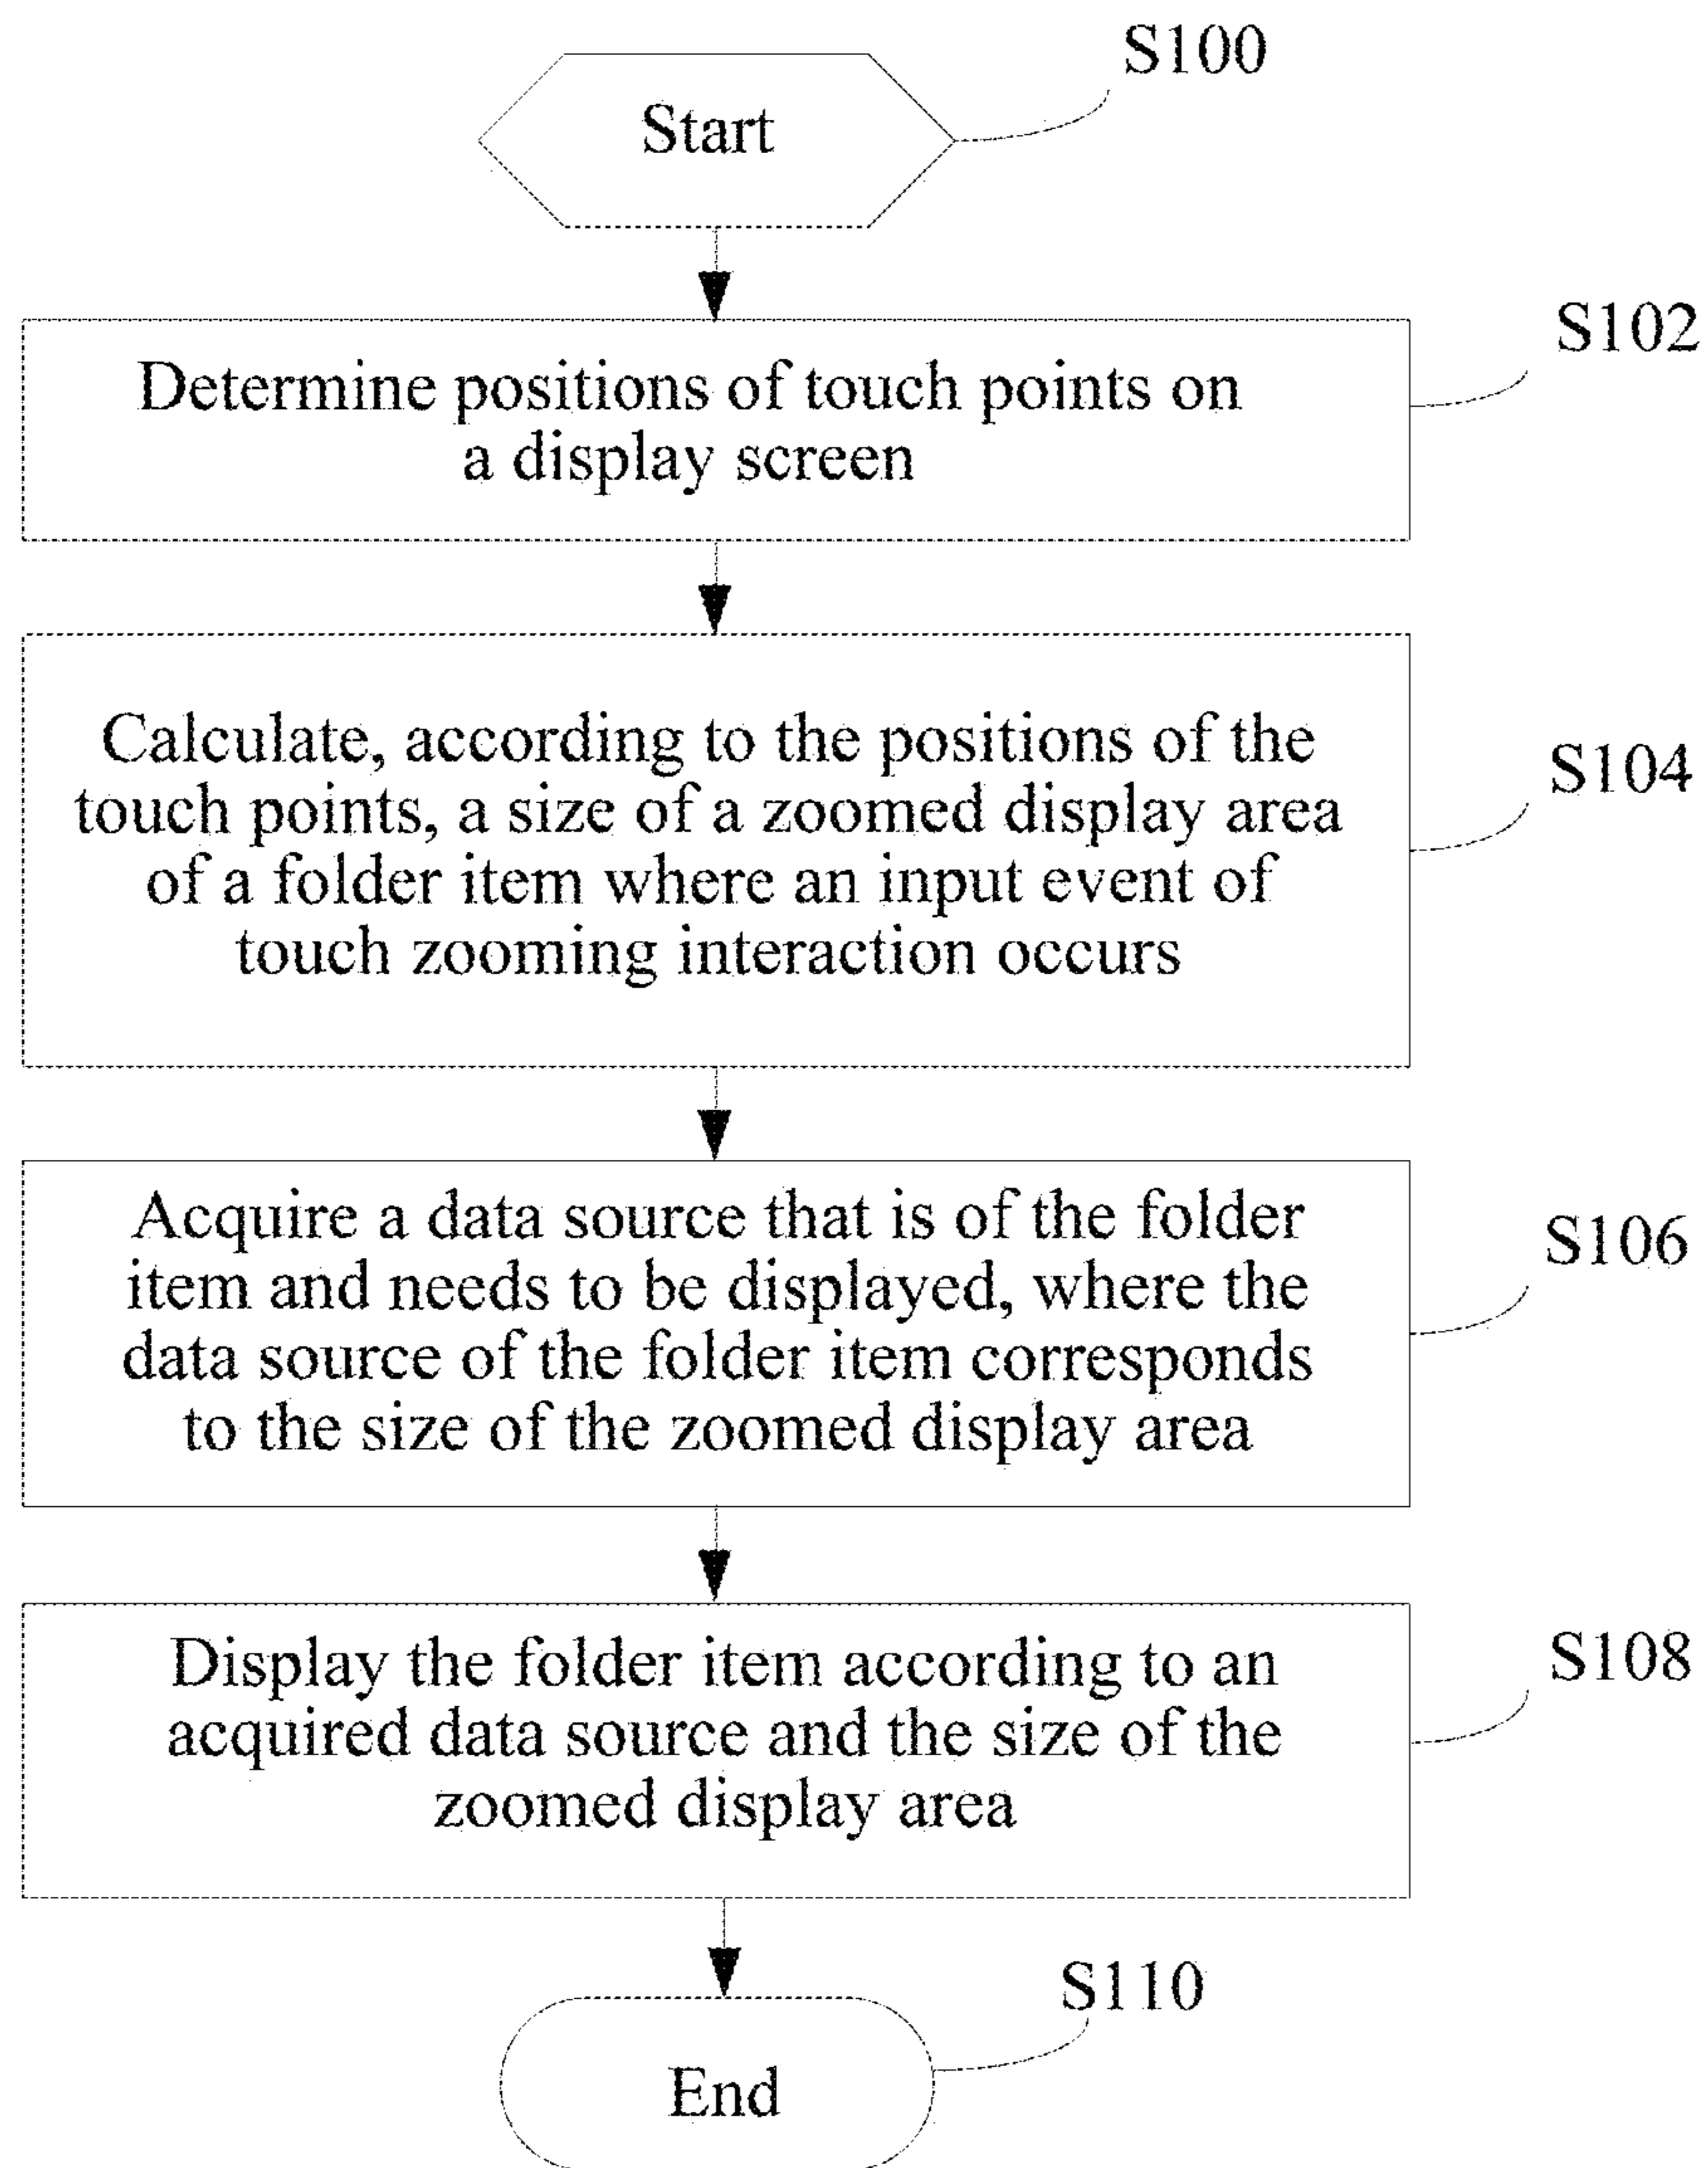 S100
Start
S102
Determine positions of touch points on
a display screen
S104
Calculate, according to the positions of the
touch points, a size of a zoomed display area
of a folder item where an input event of
touch zooming interaction occurs
S106
Acquire a data source that is of the folder
item and needs to be displayed, where the
data source of the folder item corresponds
to the size of the zoomed display area
S108
Display the folder item according to an
acquired data source and the size of the
zoomed display area
S110
End